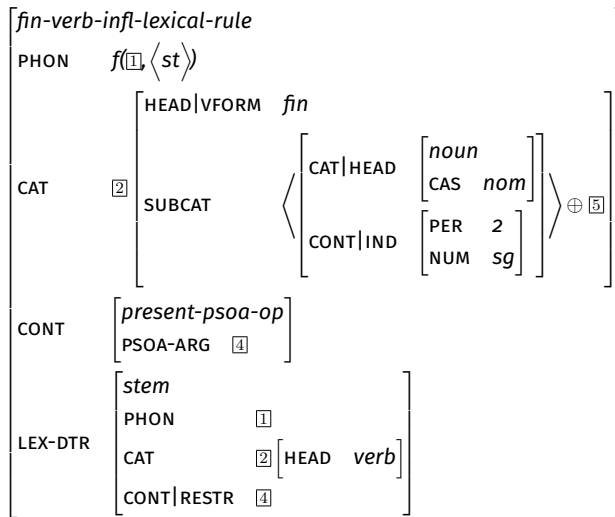 fin-verb-infl-lexical-rule
PHON f(1, ⟨st⟩)
HEAD|VFORM fin
CAT|HEAD [noun
CAS nom]
CAT 2 SUBCAT ⟨ ⟩ ⊕ 5
CONT|IND [PER 2
NUM sg]
present-psoa-op
CONT
PSOA-ARG 4
stem
PHON 1
LEX-DTR
CAT 2 [HEAD verb]
CONT|RESTR 4